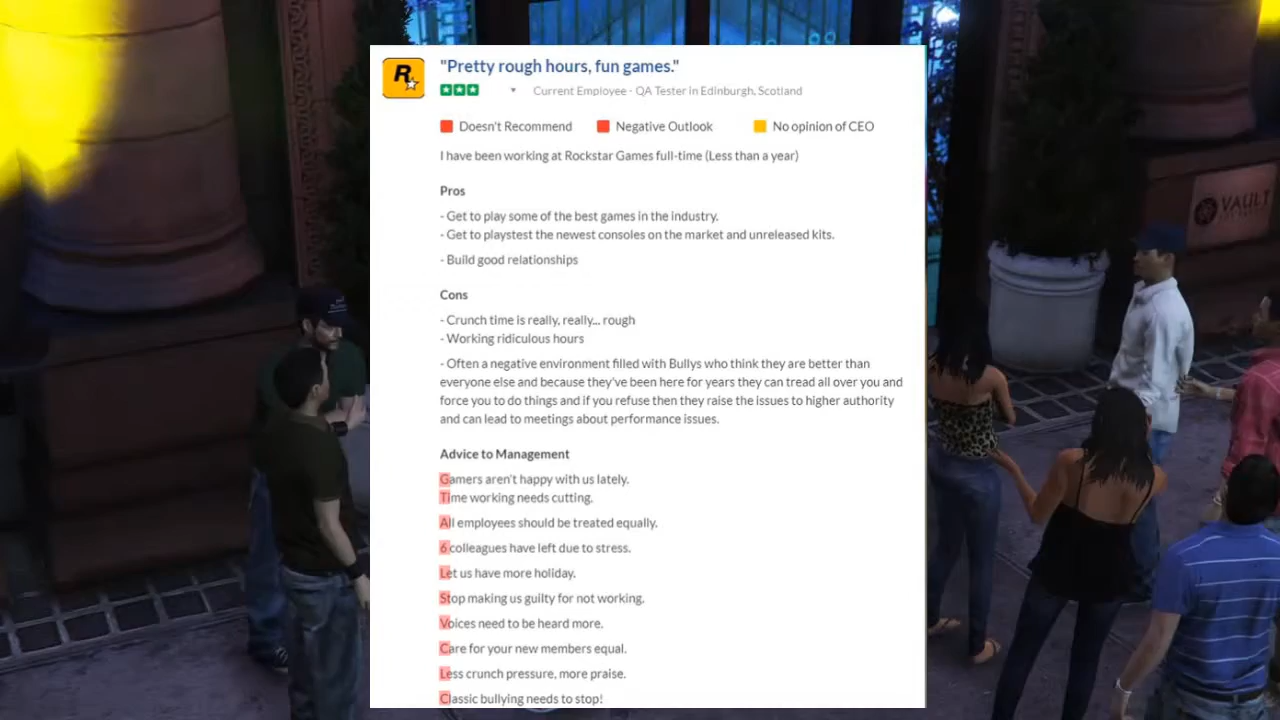 "Pretty rough hours, fun games."
Current Employee - QA Tester in Edinburgh, Scotland
Doesn't Recommend Negative Outlook No opinion of CEO
I have been working at Rockstar Games full-time (Less than a year)
Pros
- Get to play some of the best games in the industry.
- Get to playstest the newest consoles on the market and unreleased kits.
- Build good relationships
Cons
- Crunch time is really, really... rough
- Working ridiculous hours
- Often a negative environment filled with Bullys who think they are better than
everyone else and because they've been here for years they can tread all over you and
force you to do things and if you refuse then they raise the issues to higher authority
and can lead to meetings about performance issues.
Advice to Management
Gamers aren't happy with us lately.
Time working needs cutting.
All employees should be treated equally.
6 colleagues have left due to stress.
Let us have more holiday.
Stop making us guilty for not working.
Voices need to be heard more.
Care for your new members equal.
Less crunch pressure, more praise.
Classic bullying needs to stop!
R
VAULT